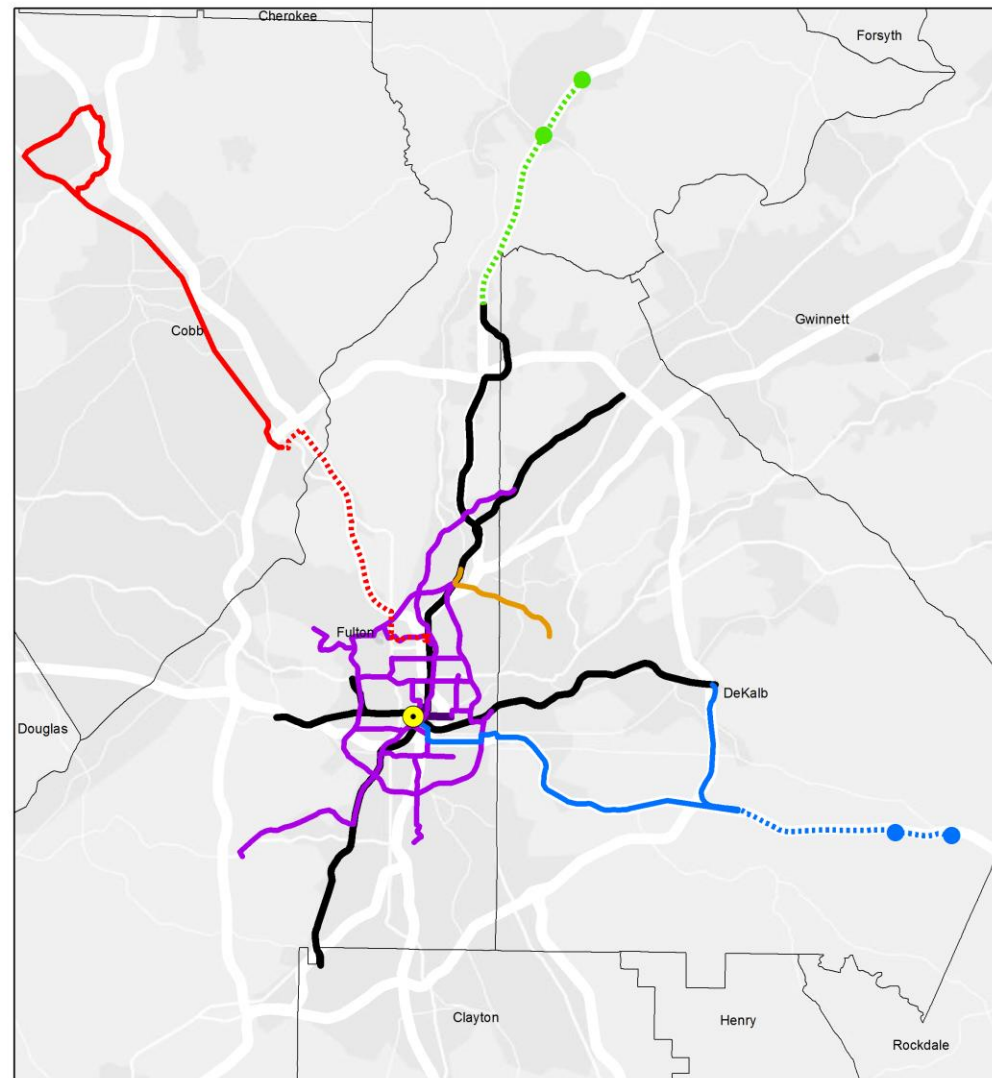 Cherokee
Forsyth
Cobb
Gwinnett
Fulton
DeKalb
Douglas
Clayton
Henry
Rockdale